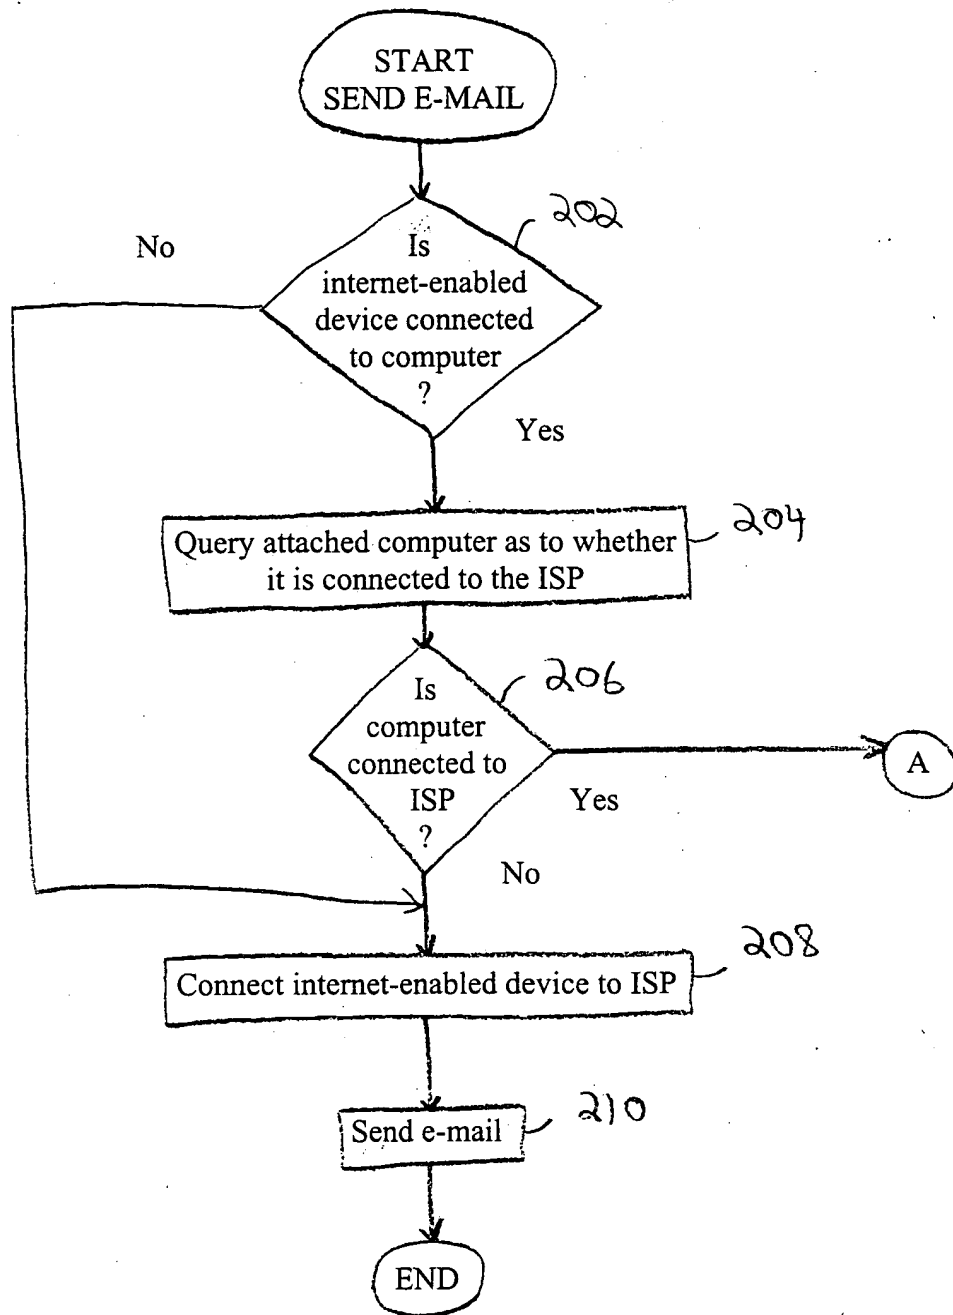 START
SEND E-MAIL
202
No
Is
internet-enabled
device connected
to computer
?
Yes
204
Query attached computer as to whether
it is connected to the ISP
206
Is
computer
connected to
ISP
?
A
Yes
No
208
Connect internet-enabled device to ISP
210
Send e-mail
END